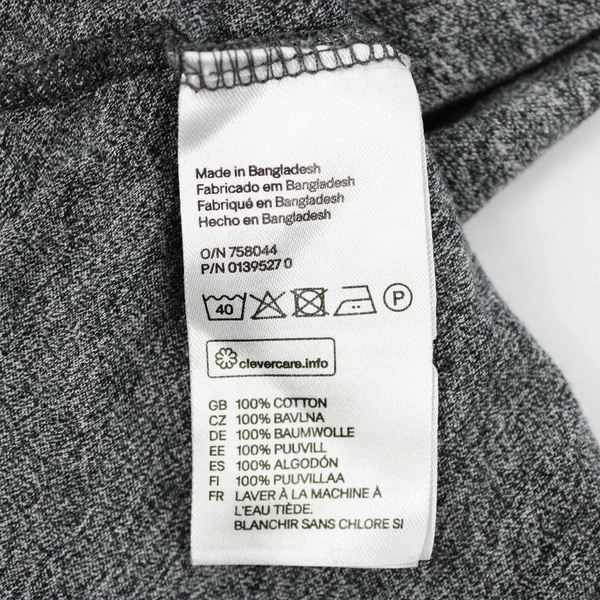 Made in Bangladesh
Fabricado em Bangladesh
Fabriqué en Bangladesh
Hecho en Bangladesh
O/N 758044
P/N 0139527 0
40 P
clevercare.info
GB 100% COTTON
CZ 100% BAVLNA
DE 100% BAUMWOLLE
EE 100% PUUVILL
ES 100% ALGODÓN
FI 100% PUUVILLAA
FR LAVER À LA MACHINE À
L'EAU TIÈDE.
BLANCHIR SANS CHLORE SI